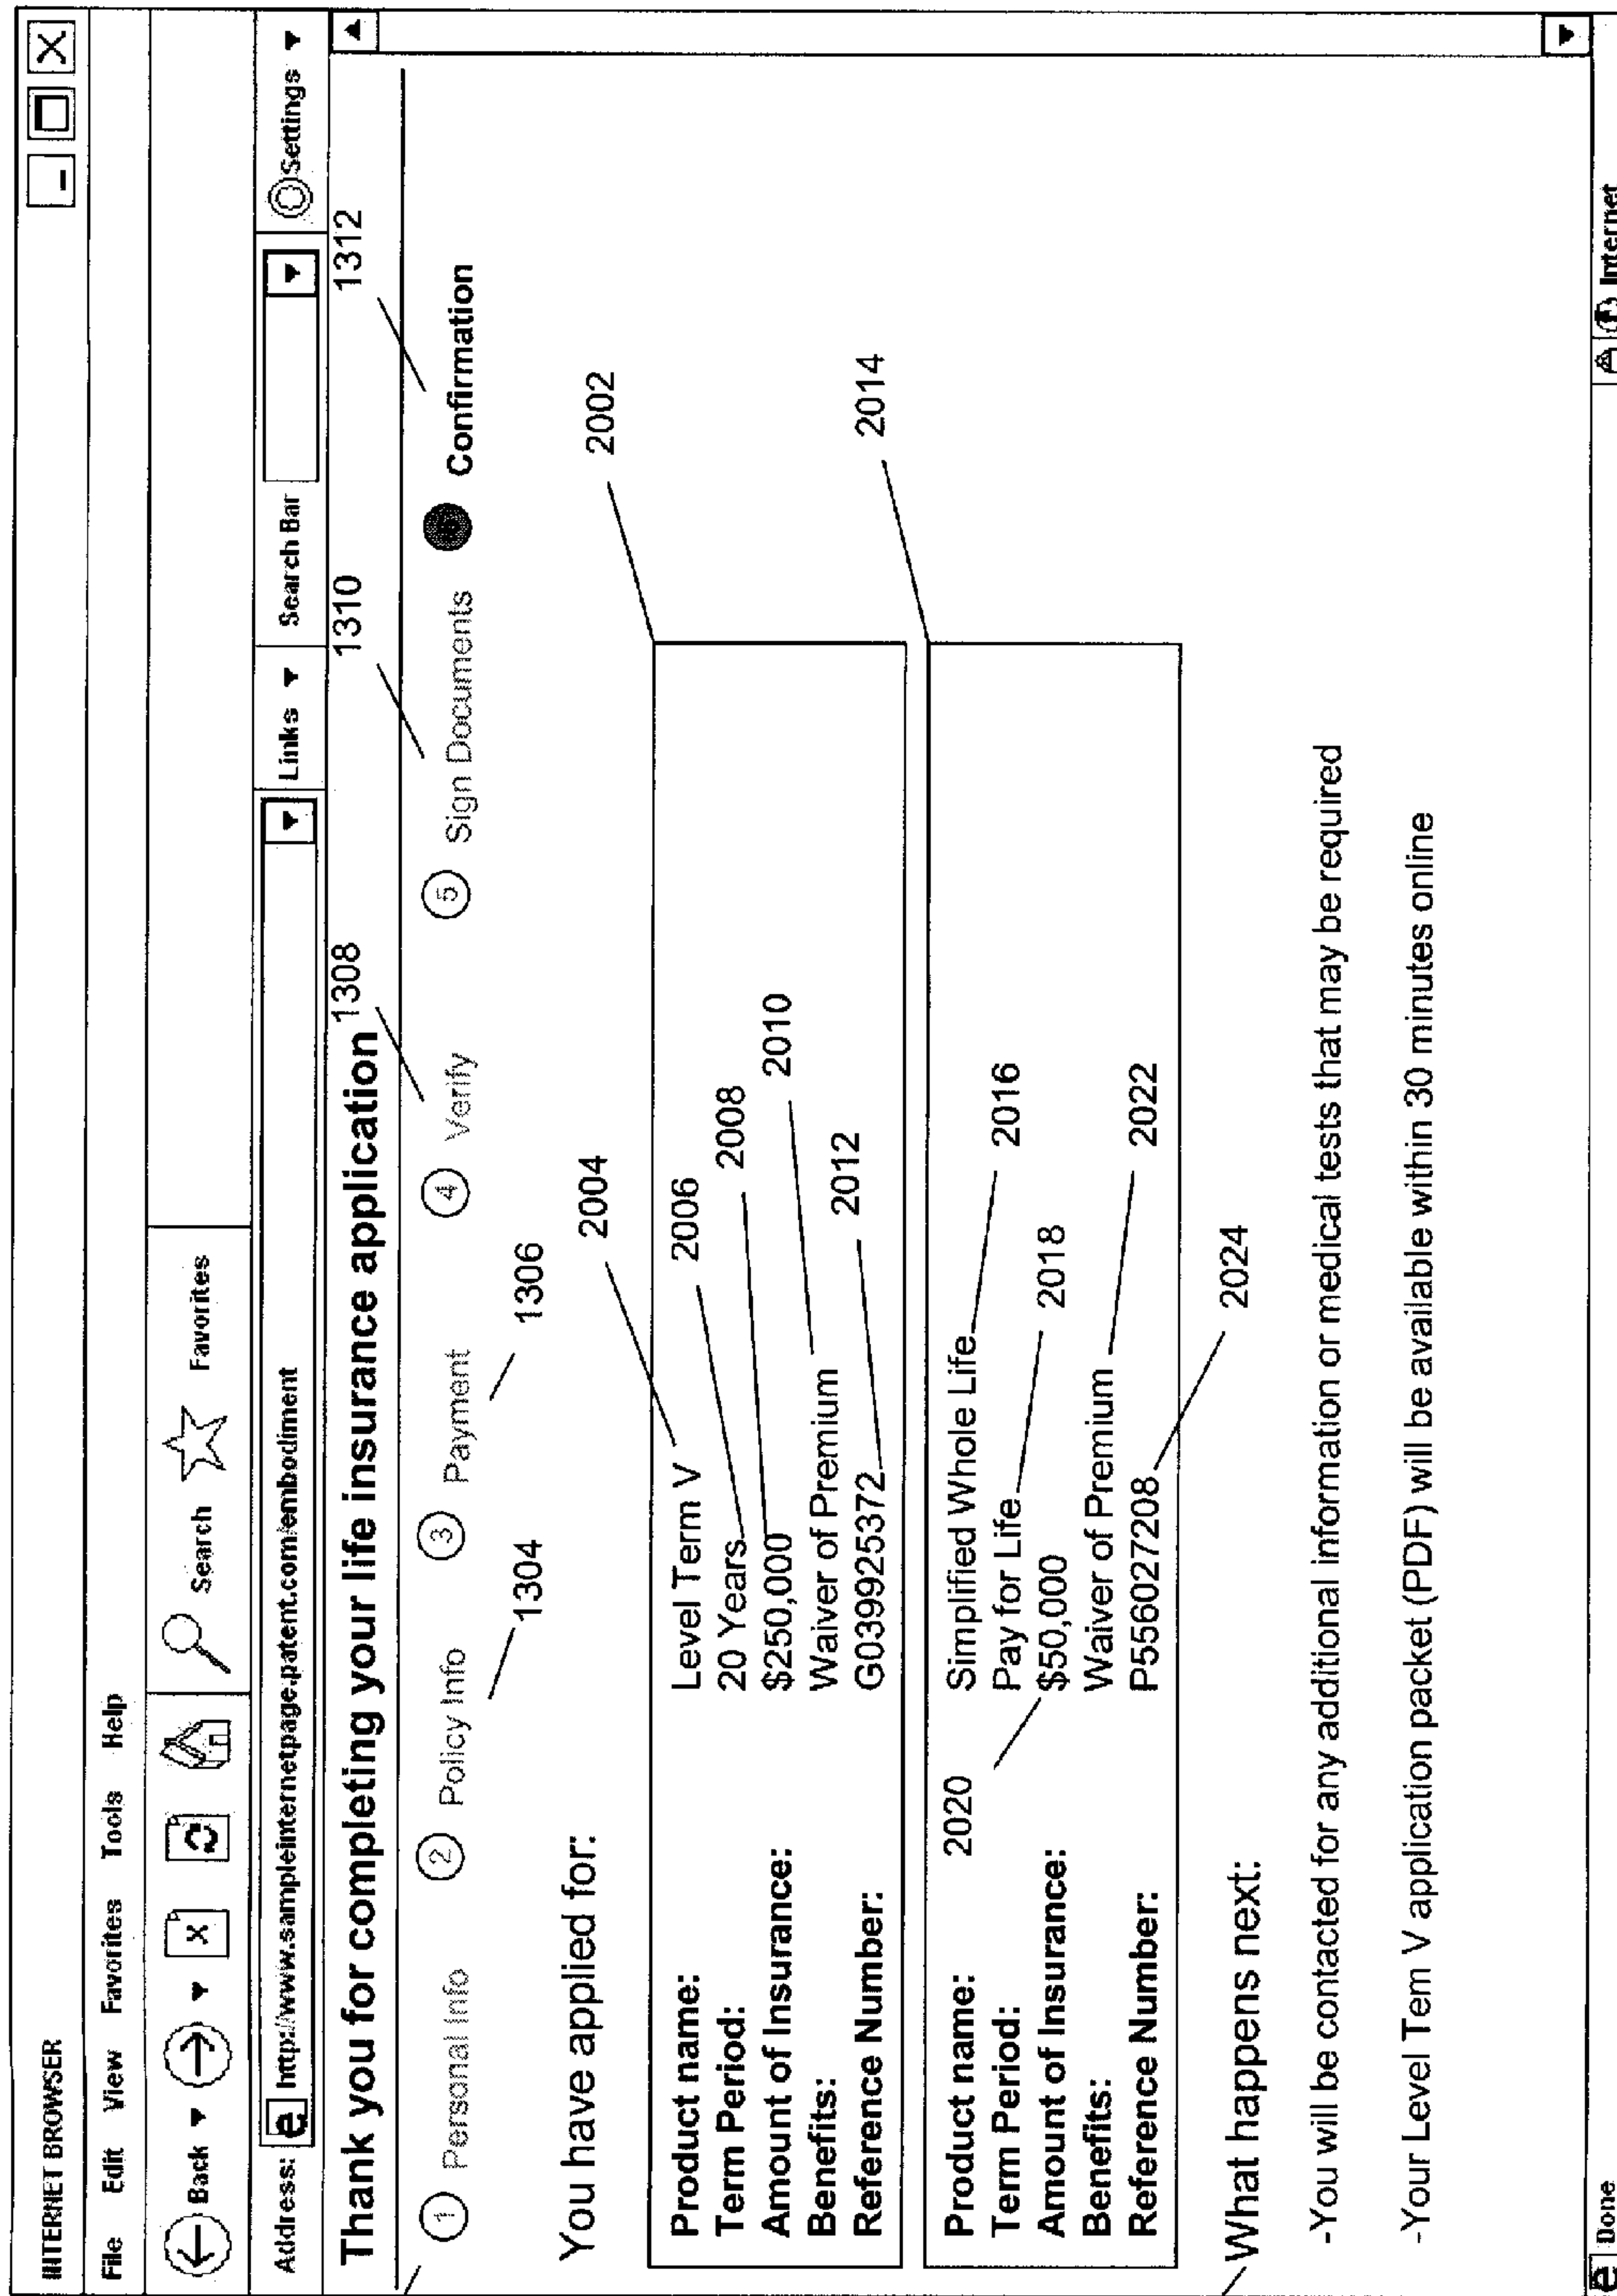 INTERNET BROWSER
File Edit View Favorites Tools Help
Back Search Favorites
Address: e http://www.sampleinternetpage.patent.com/embodiment Links Search Bar Settings
Thank you for completing your life insurance application 1308 1310 1312
1 Personal Info 2 Policy Info 3 Payment 4 Verify 5 Sign Documents 6 Confirmation
1304 1306
You have applied for: 2004 2002
Product name: Level Term V 2006
Term Period: 20 Years 2008
Amount of Insurance: $250,000 2010
Benefits: Waiver of Premium
Reference Number: G039925372 2012 2014
Product name: 2020 Simplified Whole Life
Term Period: Pay for Life 2016
Amount of Insurance: $50,000 2018
Benefits: Waiver of Premium
Reference Number: P556027208 2022
What happens next: 2024
-You will be contacted for any additional information or medical tests that may be required
-Your Level Tem V application packet (PDF) will be available within 30 minutes online
e Done Internet